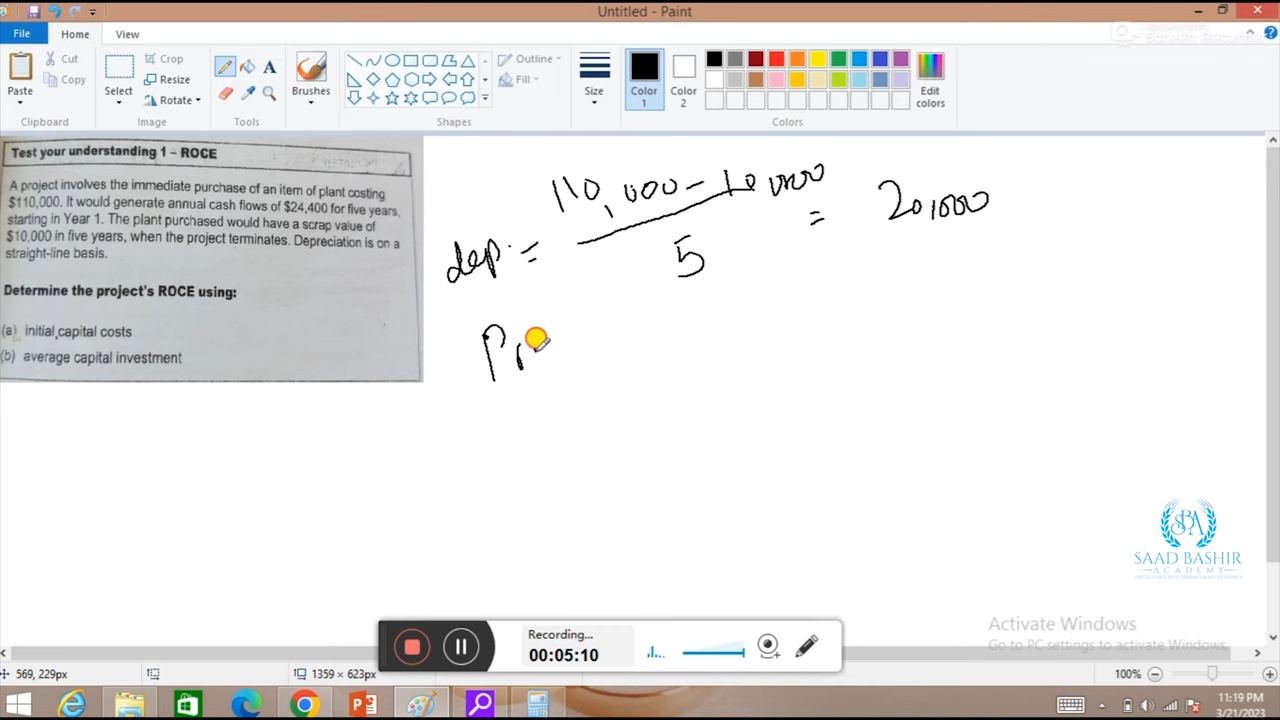 Untitled - Paint
File Home View
Paste
Cut
Copy
Clipboard
Select
Crop
Resize
Rotate
Image
Tools
Brushes
Outline
Fill
Shapes
Size
Color 1
Color 2
Edit colors
Colors
Test your understanding 1 – ROCE
A project involves the immediate purchase of an item of plant costing
$110,000. It would generate annual cash flows of $24,400 for five years,
starting in Year 1. The plant purchased would have a scrap value of
$10,000 in five years, when the project terminates. Depreciation is on a
straight-line basis.
Determine the project's ROCE using:
(a) initial capital costs
(b) average capital investment
110,000 - 10,000
dep: = = 20,000
5
Pr
SBA
SAAD BASHIR
ACADEMY
Recording...
00:05:10
Activate Windows
Go to PC settings to activate Windows.
569, 229px
1359 × 623px
100%
11:19 PM
3/21/2023